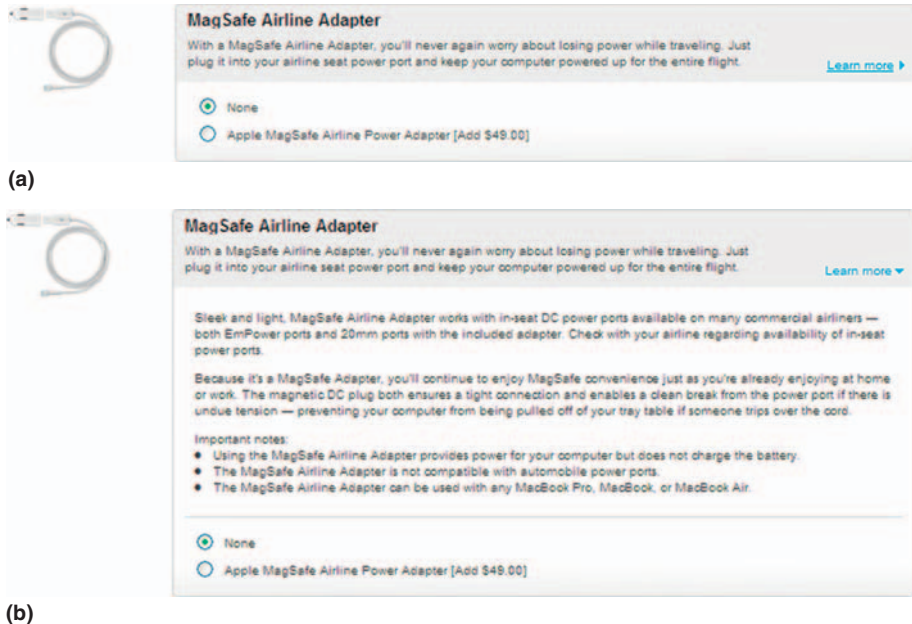 MagSafe Airline Adapter
With a MagSafe Airline Adapter, you'll never again worry about losing power while traveling. Just
plug it into your airline seat power port and keep your computer powered up for the entire flight.
Learn more
None
Apple MagSafe Airline Power Adapter [Add $49.00]
(a)
MagSafe Airline Adapter
With a MagSafe Airline Adapter, you'll never again worry about losing power while traveling. Just
plug it into your airline seat power port and keep your computer powered up for the entire flight.
Learn more
Sleek and light, MagSafe Airline Adapter works with in-seat DC power ports available on many commercial airliners —
both EmPower ports and 20mm ports with the included adapter. Check with your airline regarding availability of in-seat
power ports.
Because it's a MagSafe Adapter, you'll continue to enjoy MagSafe convenience just as you're already enjoying at home
or work. The magnetic DC plug both ensures a tight connection and enables a clean break from the power port if there is
undue tension — preventing your computer from being pulled off of your tray table if someone trips over the cord.
Important notes:
• Using the MagSafe Airline Adapter provides power for your computer but does not charge the battery.
• The MagSafe Airline Adapter is not compatible with automobile power ports.
• The MagSafe Airline Adapter can be used with any MacBook Pro, MacBook, or MacBook Air.
None
Apple MagSafe Airline Power Adapter [Add $49.00]
(b)